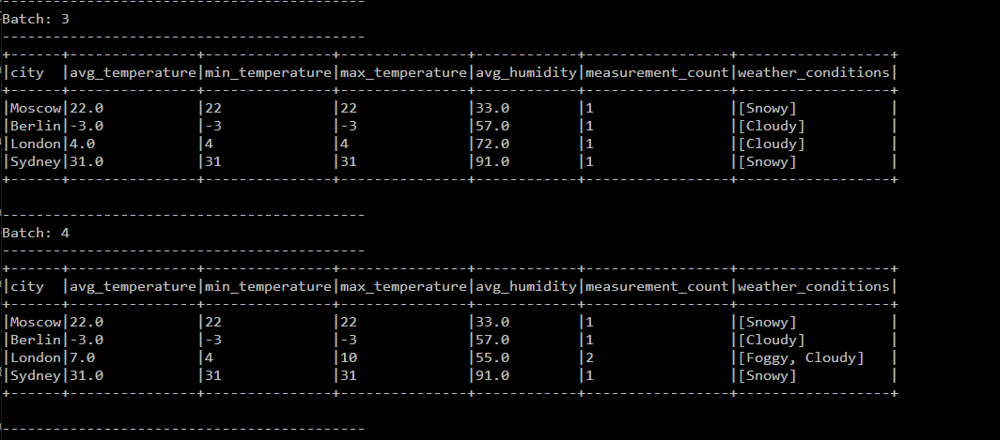 -------------------------------------------
Batch: 3
-------------------------------------------
+------+---------------+---------------+---------------+------------+-----------------+------------------+
|city  |avg_temperature|min_temperature|max_temperature|avg_humidity|measurement_count|weather_conditions|
+------+---------------+---------------+---------------+------------+-----------------+------------------+
|Moscow|22.0           |22             |22             |33.0        |1                |[Snowy]           |
|Berlin|-3.0           |-3             |-3             |57.0        |1                |[Cloudy]          |
|London|4.0            |4              |4              |72.0        |1                |[Cloudy]          |
|Sydney|31.0           |31             |31             |91.0        |1                |[Snowy]           |
+------+---------------+---------------+---------------+------------+-----------------+------------------+
-------------------------------------------
Batch: 4
-------------------------------------------
+------+---------------+---------------+---------------+------------+-----------------+------------------+
|city  |avg_temperature|min_temperature|max_temperature|avg_humidity|measurement_count|weather_conditions|
+------+---------------+---------------+---------------+------------+-----------------+------------------+
|Moscow|22.0           |22             |22             |33.0        |1                |[Snowy]           |
|Berlin|-3.0           |-3             |-3             |57.0        |1                |[Cloudy]          |
|London|7.0            |4              |10             |55.0        |2                |[Foggy, Cloudy]   |
|Sydney|31.0           |31             |31             |91.0        |1                |[Snowy]           |
+------+---------------+---------------+---------------+------------+-----------------+------------------+
-------------------------------------------